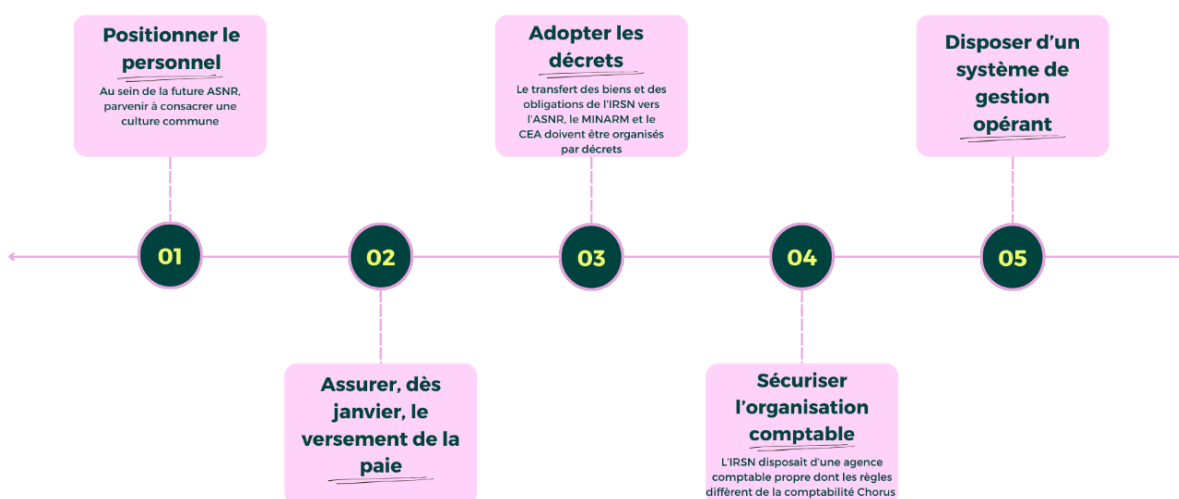 Positionner le
personnel
Au sein de la future ASNR,
parvenir à consacrer une
culture commune
Adopter les
décrets
Le transfert des biens et des
obligations de l'IRSN vers
l'ASNR, le MINARM et le
CEA doivent être organisés
par décrets
Disposer d'un
système de
gestion
opérant
01
02
03
04
05
Assurer, dès
janvier, le
versement de la
paie
Sécuriser
l'organisation
comptable
L'IRSN disposait d'une agence
comptable propre dont les règles
diffèrent de la comptabilité Chorus